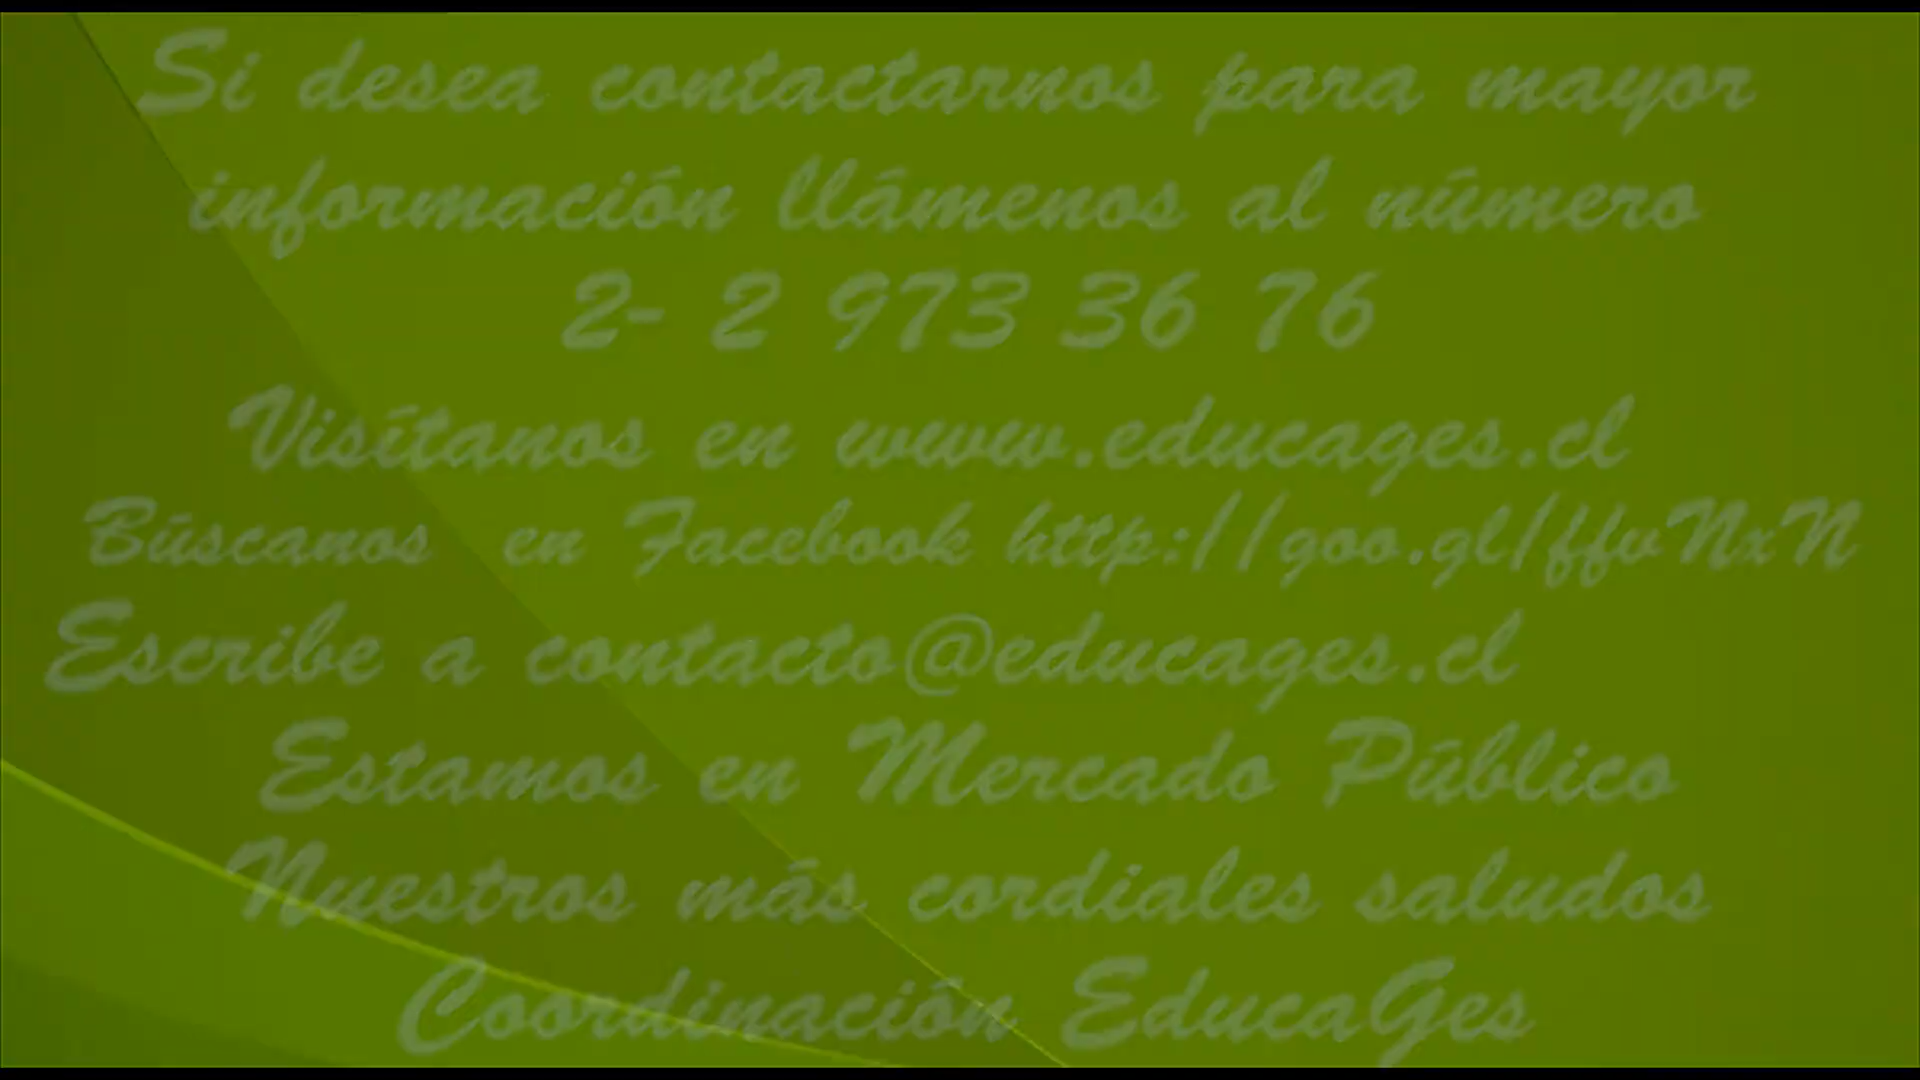 Si desea contactarnos para mayor
información llámenos al número
2- 2 973 36 76
Visítanos en www.educages.cl
Búscanos en Facebook http://goo.gl/ffvNxN
Escribe a contacto@educages.cl
Estamos en Mercado Público
Nuestros más cordiales saludos
Coordinación EducaGes